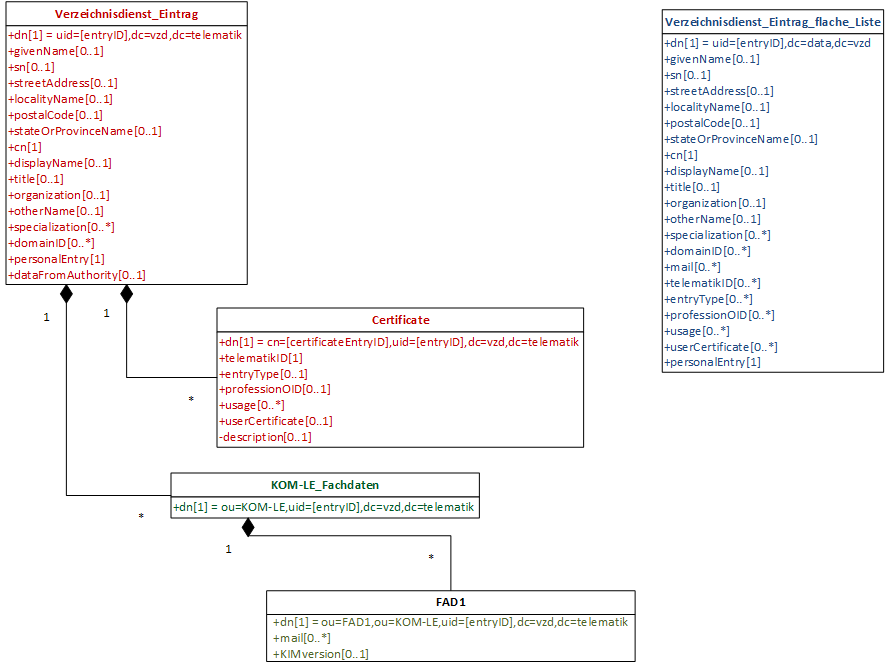 Verzeichnisdienst_Eintrag
+dn[1] = uid=[entryID],dc=vzd,dc=telematik
+givenName[0..1]
+sn[0..1]
+streetAddress[0..1]
+localityName[0..1]
+postalCode[0..1]
+stateOrProvinceName[0..1]
+cn[1]
+displayName[0..1]
+title[0..1]
+organization[0..1]
+otherName[0..1]
+specialization[0..*]
+domainID[0..*]
+personalEntry[1]
+dataFromAuthority[0..1]
Verzeichnisdienst_Eintrag_flache_Liste
+dn[1] = uid=[entryID],dc=data,dc=vzd
+givenName[0..1]
+sn[0..1]
+streetAddress[0..1]
+localityName[0..1]
+postalCode[0..1]
+stateOrProvinceName[0..1]
+cn[1]
+displayName[0..1]
+title[0..1]
+organization[0..1]
+otherName[0..1]
+specialization[0..*]
+domainID[0..*]
+mail[0..*]
+telematikID[0..*]
+entryType[0..*]
+professionOID[0..*]
+usage[0..*]
+userCertificate[0..*]
+personalEntry[1]
1
1
*
Certificate
+dn[1] = cn=[certificateEntryID],uid=[entryID],dc=vzd,dc=telematik
+telematikID[1]
+entryType[0..1]
+professionOID[0..1]
+usage[0..*]
+userCertificate[0..1]
-description[0..1]
*
KOM-LE_Fachdaten
+dn[1] = ou=KOM-LE,uid=[entryID],dc=vzd,dc=telematik
1
*
FAD1
+dn[1] = ou=FAD1,ou=KOM-LE,uid=[entryID],dc=vzd,dc=telematik
+mail[0..*]
+KIMversion[0..1]